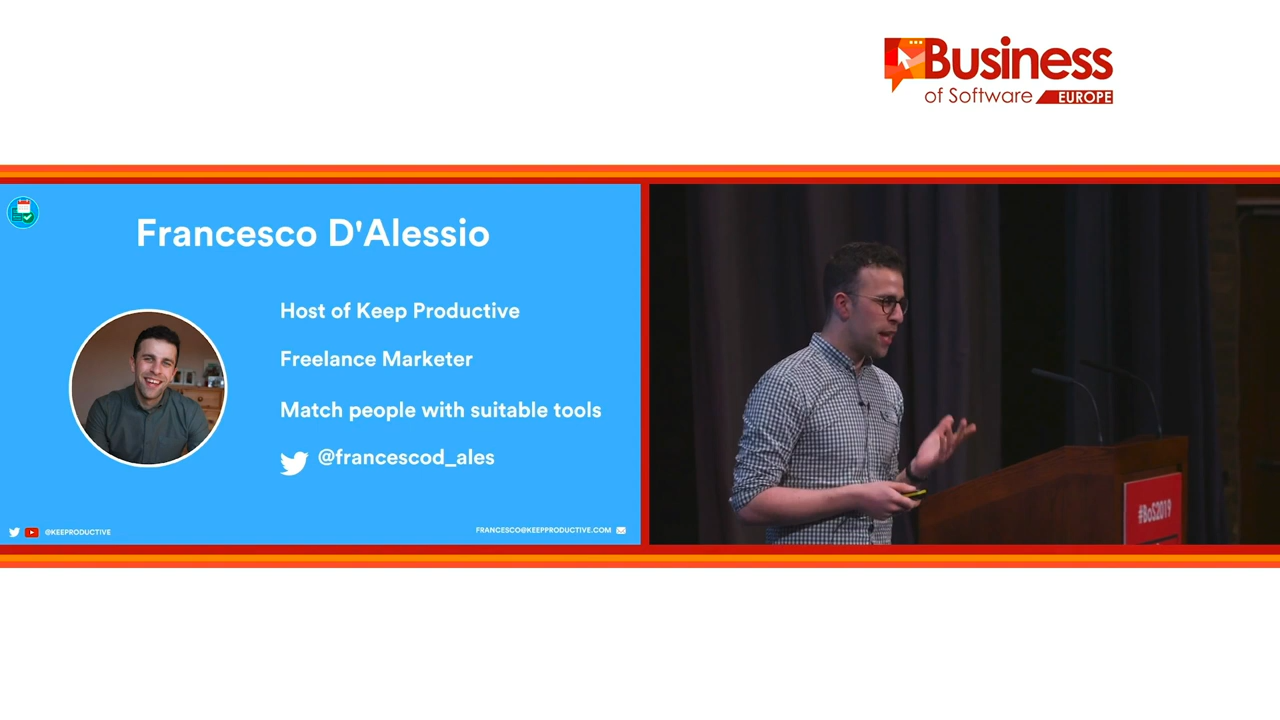 Business
of Software EUROPE
Francesco D'Alessio
Host of Keep Productive
Freelance Marketer
Match people with suitable tools
@francescod_ales
@KEEPRODUCTIVE
FRANCESCO@KEEPPRODUCTIVE.COM
#BoS2019